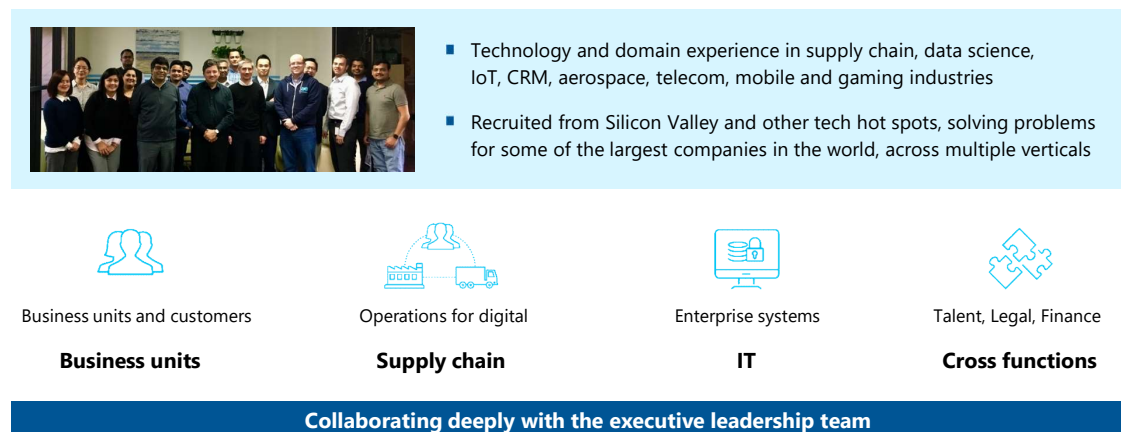 Technology and domain experience in supply chain, data science,
IoT, CRM, aerospace, telecom, mobile and gaming industries
Recruited from Silicon Valley and other tech hot spots, solving problems
for some of the largest companies in the world, across multiple verticals
Business units and customers
Business units
Operations for digital
Supply chain
Enterprise systems
IT
Talent, Legal, Finance
Cross functions
Collaborating deeply with the executive leadership team